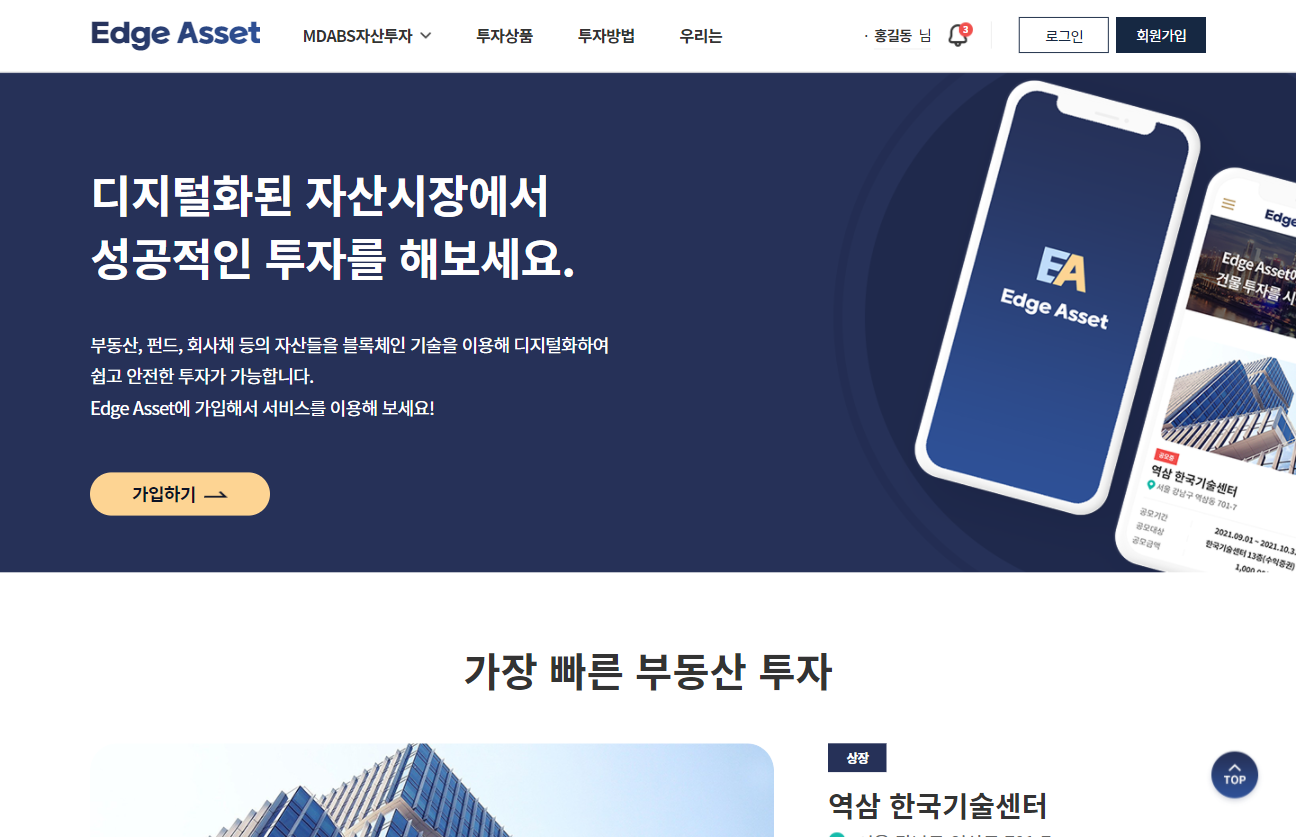 Edge Asset
MDABS자산투자
투자상품
투자방법
우리는
· 홍길동 님
3
로그인
회원가입
디지털화된 자산시장에서
성공적인 투자를 해보세요.
부동산, 펀드, 회사채 등의 자산들을 블록체인 기술을 이용해 디지털화하여
쉽고 안전한 투자가 가능합니다.
Edge Asset에 가입해서 서비스를 이용해 보세요!
가입하기
EA
Edge Asset
Edge
Edge Asset에
건물 투자를 시
공모중
역삼 한국기술센터
서울 강남구 역삼동 701-7
공모기간
2021.09.01 ~ 2021.10.3
공모대상
한국기술센터 13층(수익증권)
공모금액
가장 빠른 부동산 투자
상장
역삼 한국기술센터
TOP